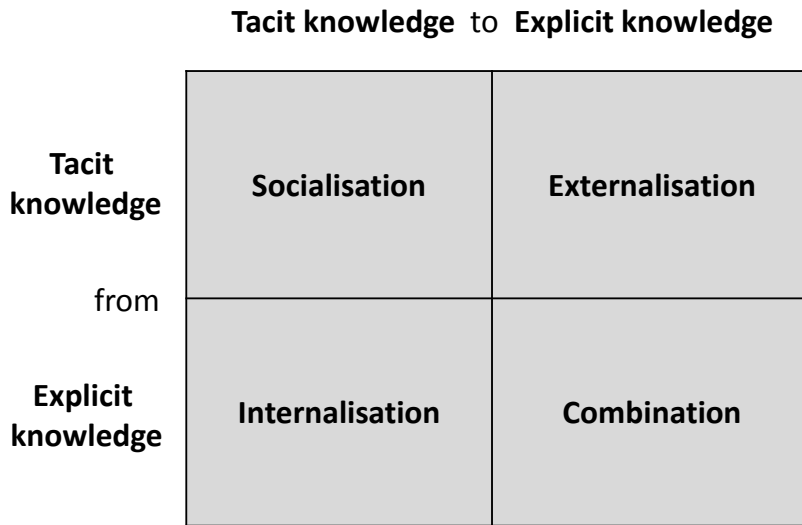 Tacit knowledge to Explicit knowledge
Tacit
knowledge
Socialisation
Externalisation
from
Explicit
knowledge
Internalisation
Combination